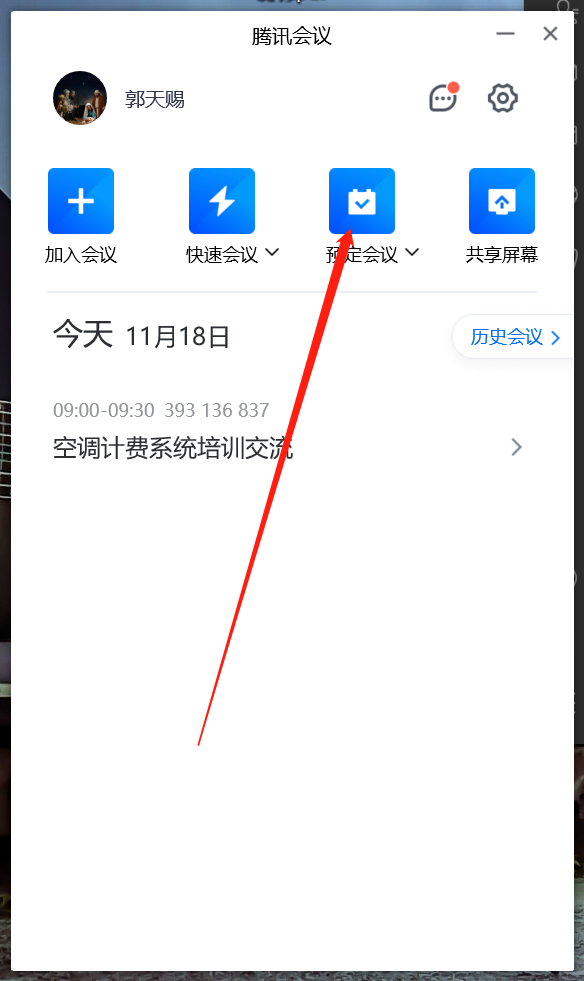 腾讯会议
郭天赐
加入会议
快速会议
预定会议
共享屏幕
今天 11月18日
历史会议
09:00-09:30 393 136 837
空调计费系统培训交流